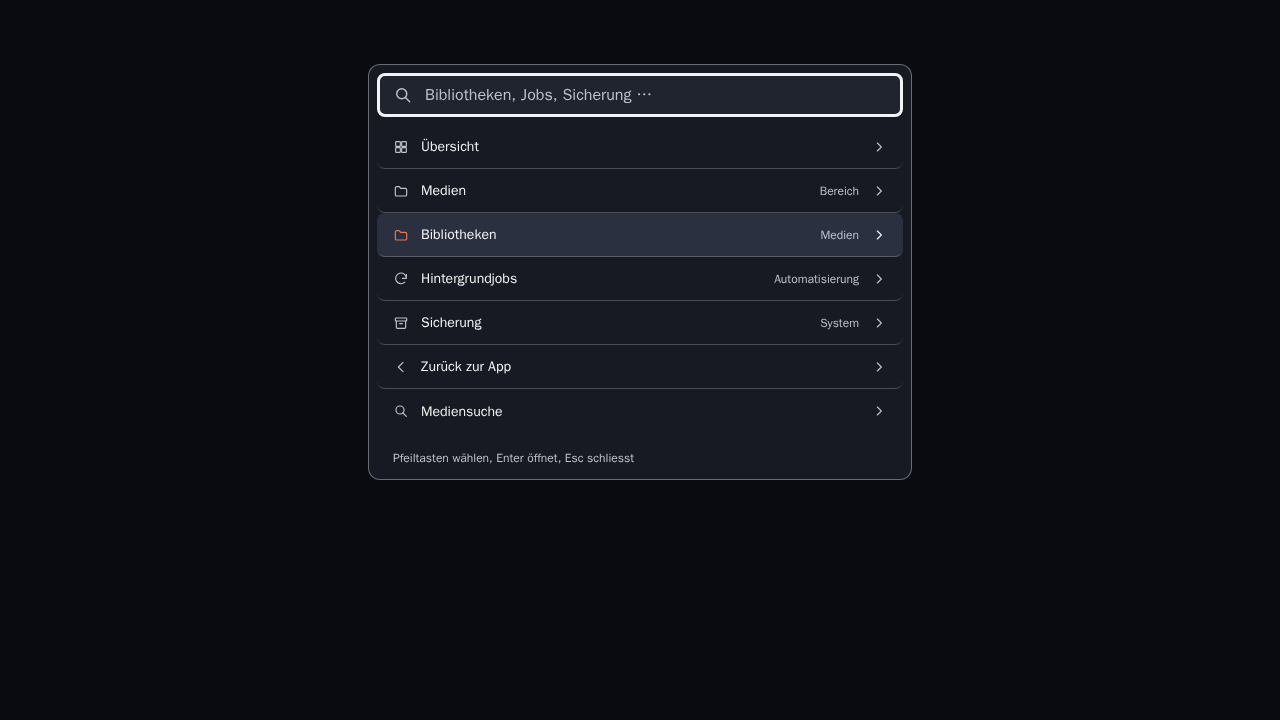 Bibliotheken, Jobs, Sicherung ···
Übersicht
Medien Bereich
Bibliotheken Medien
Hintergrundjobs Automatisierung
Sicherung System
Zurück zur App
Mediensuche
Pfeiltasten wählen, Enter öffnet, Esc schliesst